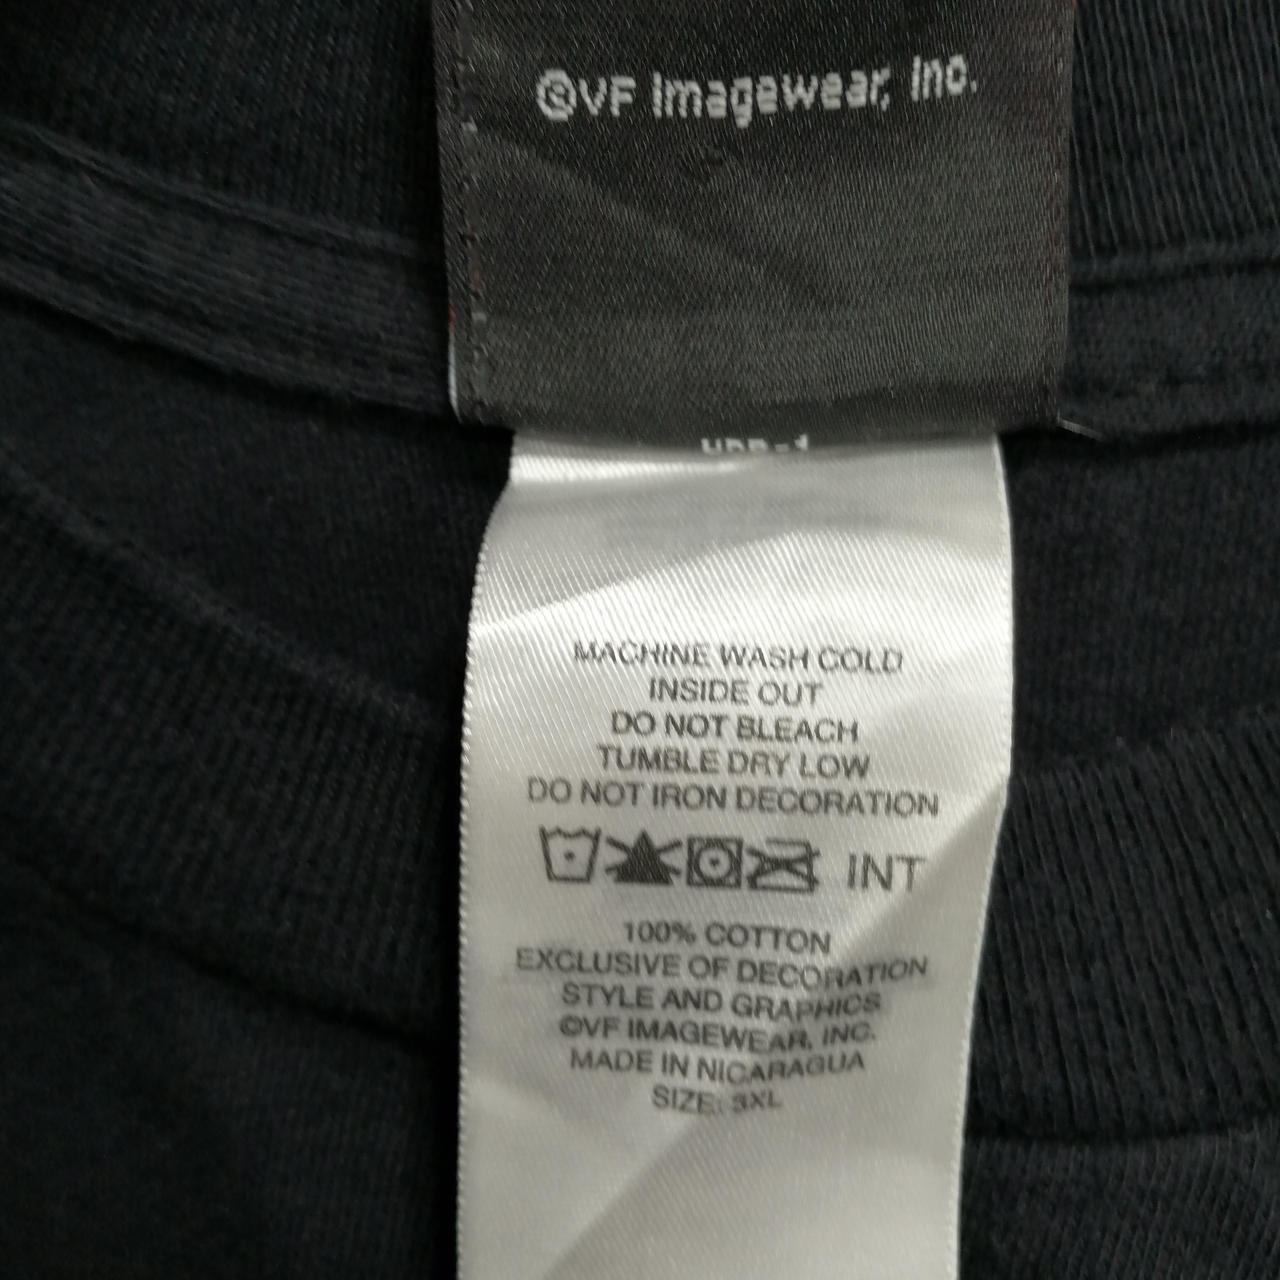 ©VF Imagewear, Inc.
MACHINE WASH COLD
INSIDE OUT
DO NOT BLEACH
TUMBLE DRY LOW
DO NOT IRON DECORATION
INT
100% COTTON
EXCLUSIVE OF DECORATION
STYLE AND GRAPHICS
©VF IMAGEWEAR, INC.
MADE IN NICARAGUA
SIZE: 3XL